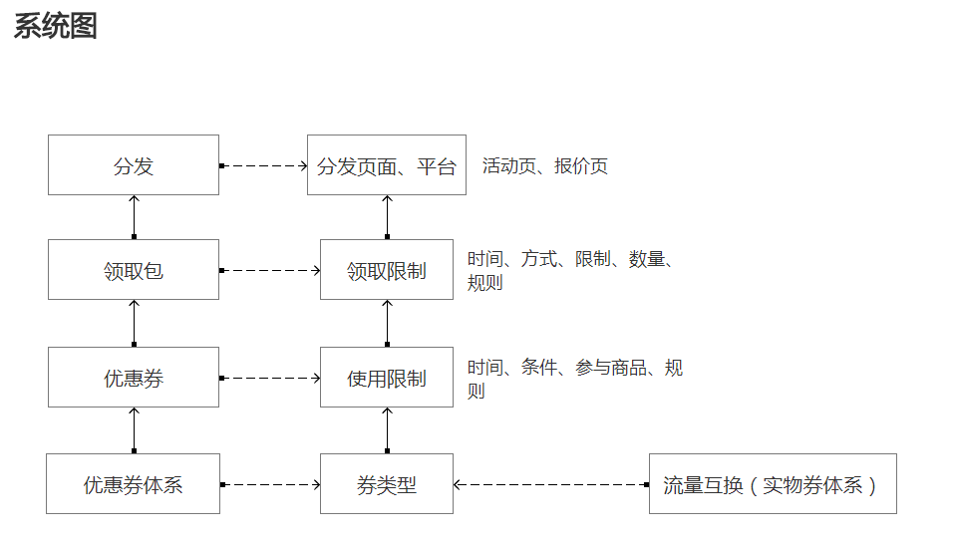 系统图
分发
分发页面、平台
活动页、报价页
领取包
领取限制
时间、方式、限制、数量、
规则
优惠券
使用限制
时间、条件、参与商品、规
则
优惠券体系
券类型
流量互换（实物券体系）